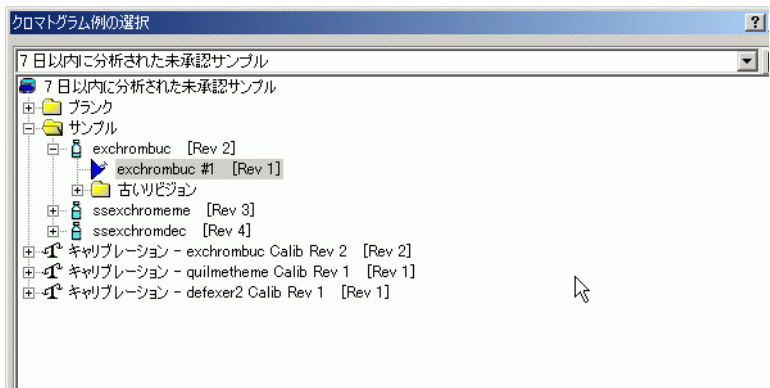 クロマトグラム例の選択
?
7 日以内に分析された未承認サンプル
7 日以内に分析された未承認サンプル
ブランク
サンプル
exchrombuc [Rev 2]
exchrombuc #1 [Rev 1]
古いリビジョン
ssexchromeme [Rev 3]
ssexchromdec [Rev 4]
キャリブレーション - exchrombuc Calib Rev 2 [Rev 2]
キャリブレーション - quilmetheme Calib Rev 1 [Rev 1]
キャリブレーション - defexer2 Calib Rev 1 [Rev 1]